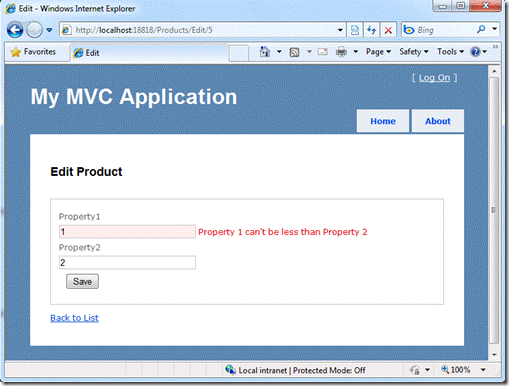 Edit - Windows Internet Explorer
http://localhost:18818/Products/Edit/5
Bing
Favorites
Edit
Page
Safety
Tools
[ Log On ]
My MVC Application
Home
About
Edit Product
Property1
1
Property 1 can't be less than Property 2
Property2
2
Save
Back to List
Local intranet | Protected Mode: Off
100%